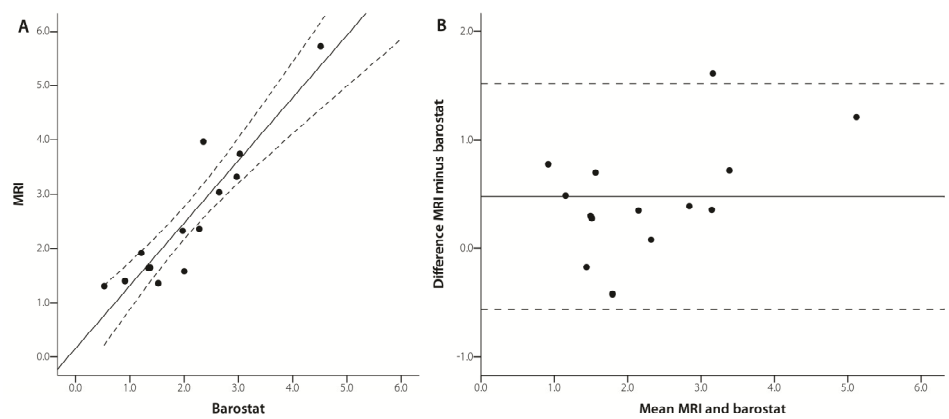 A
6.0
5.0
4.0
3.0
2.0
1.0
0.0
MRI
0.0 1.0 2.0 3.0 4.0 5.0 6.0
Barostat
B
2.0
1.0
0.0
-1.0
Difference MRI minus barostat
0.0 1.0 2.0 3.0 4.0 5.0 6.0
Mean MRI and barostat